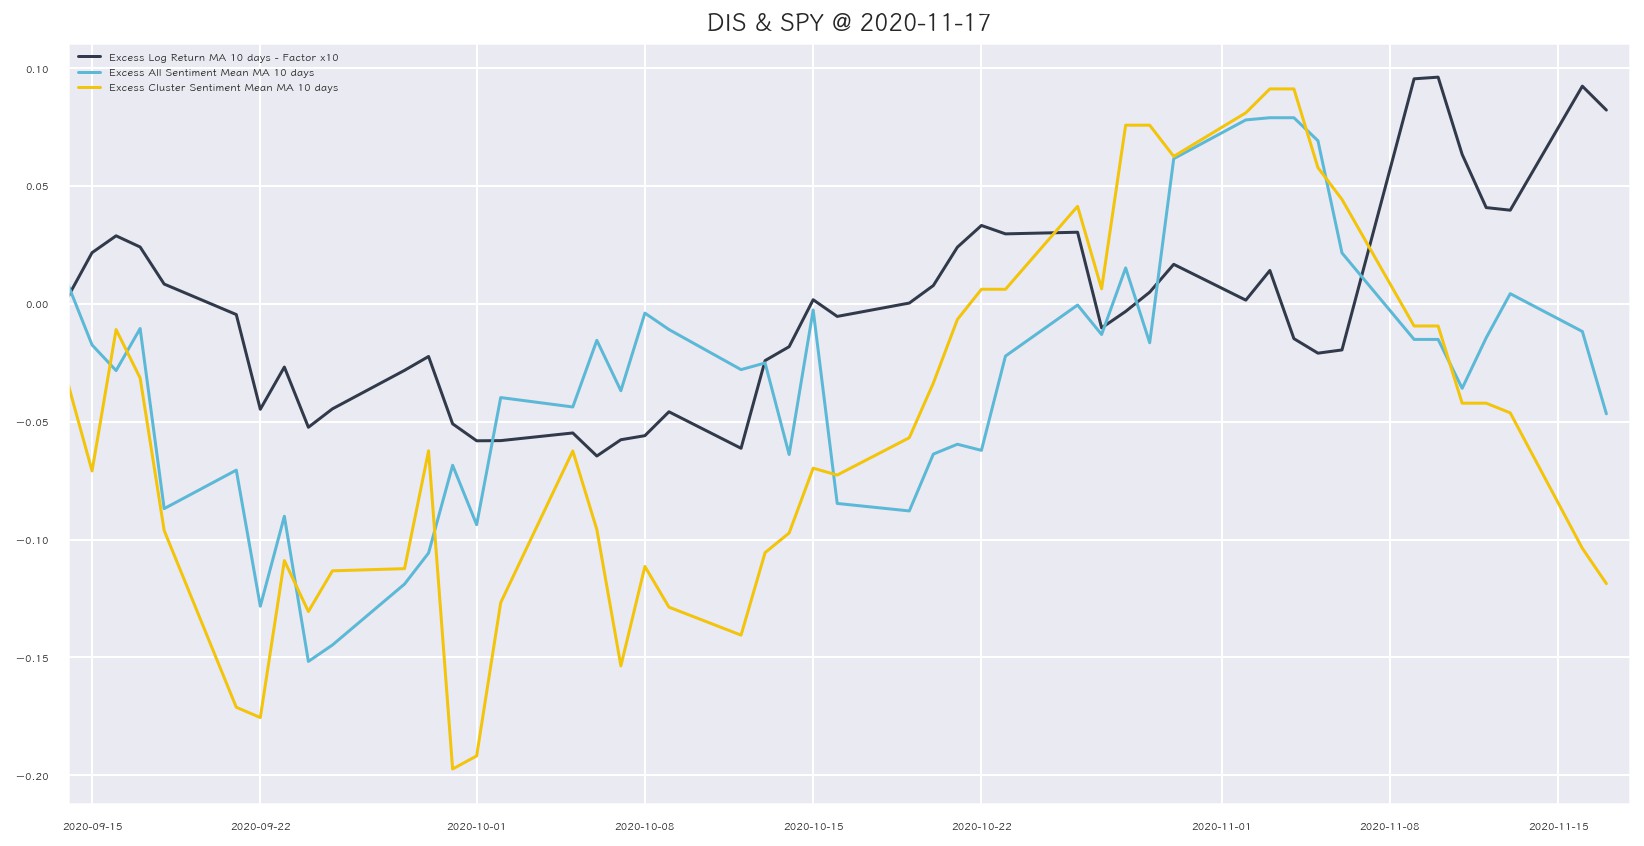 DIS & SPY @ 2020-11-17
Excess Log Return MA 10 days - Factor x10
Excess All Sentiment Mean MA 10 days
Excess Cluster Sentiment Mean MA 10 days
0.10
0.05
0.00
−0.05
−0.10
−0.15
−0.20
2020-09-15 2020-09-22 2020-10-01 2020-10-08 2020-10-15 2020-10-22 2020-11-01 2020-11-08 2020-11-15